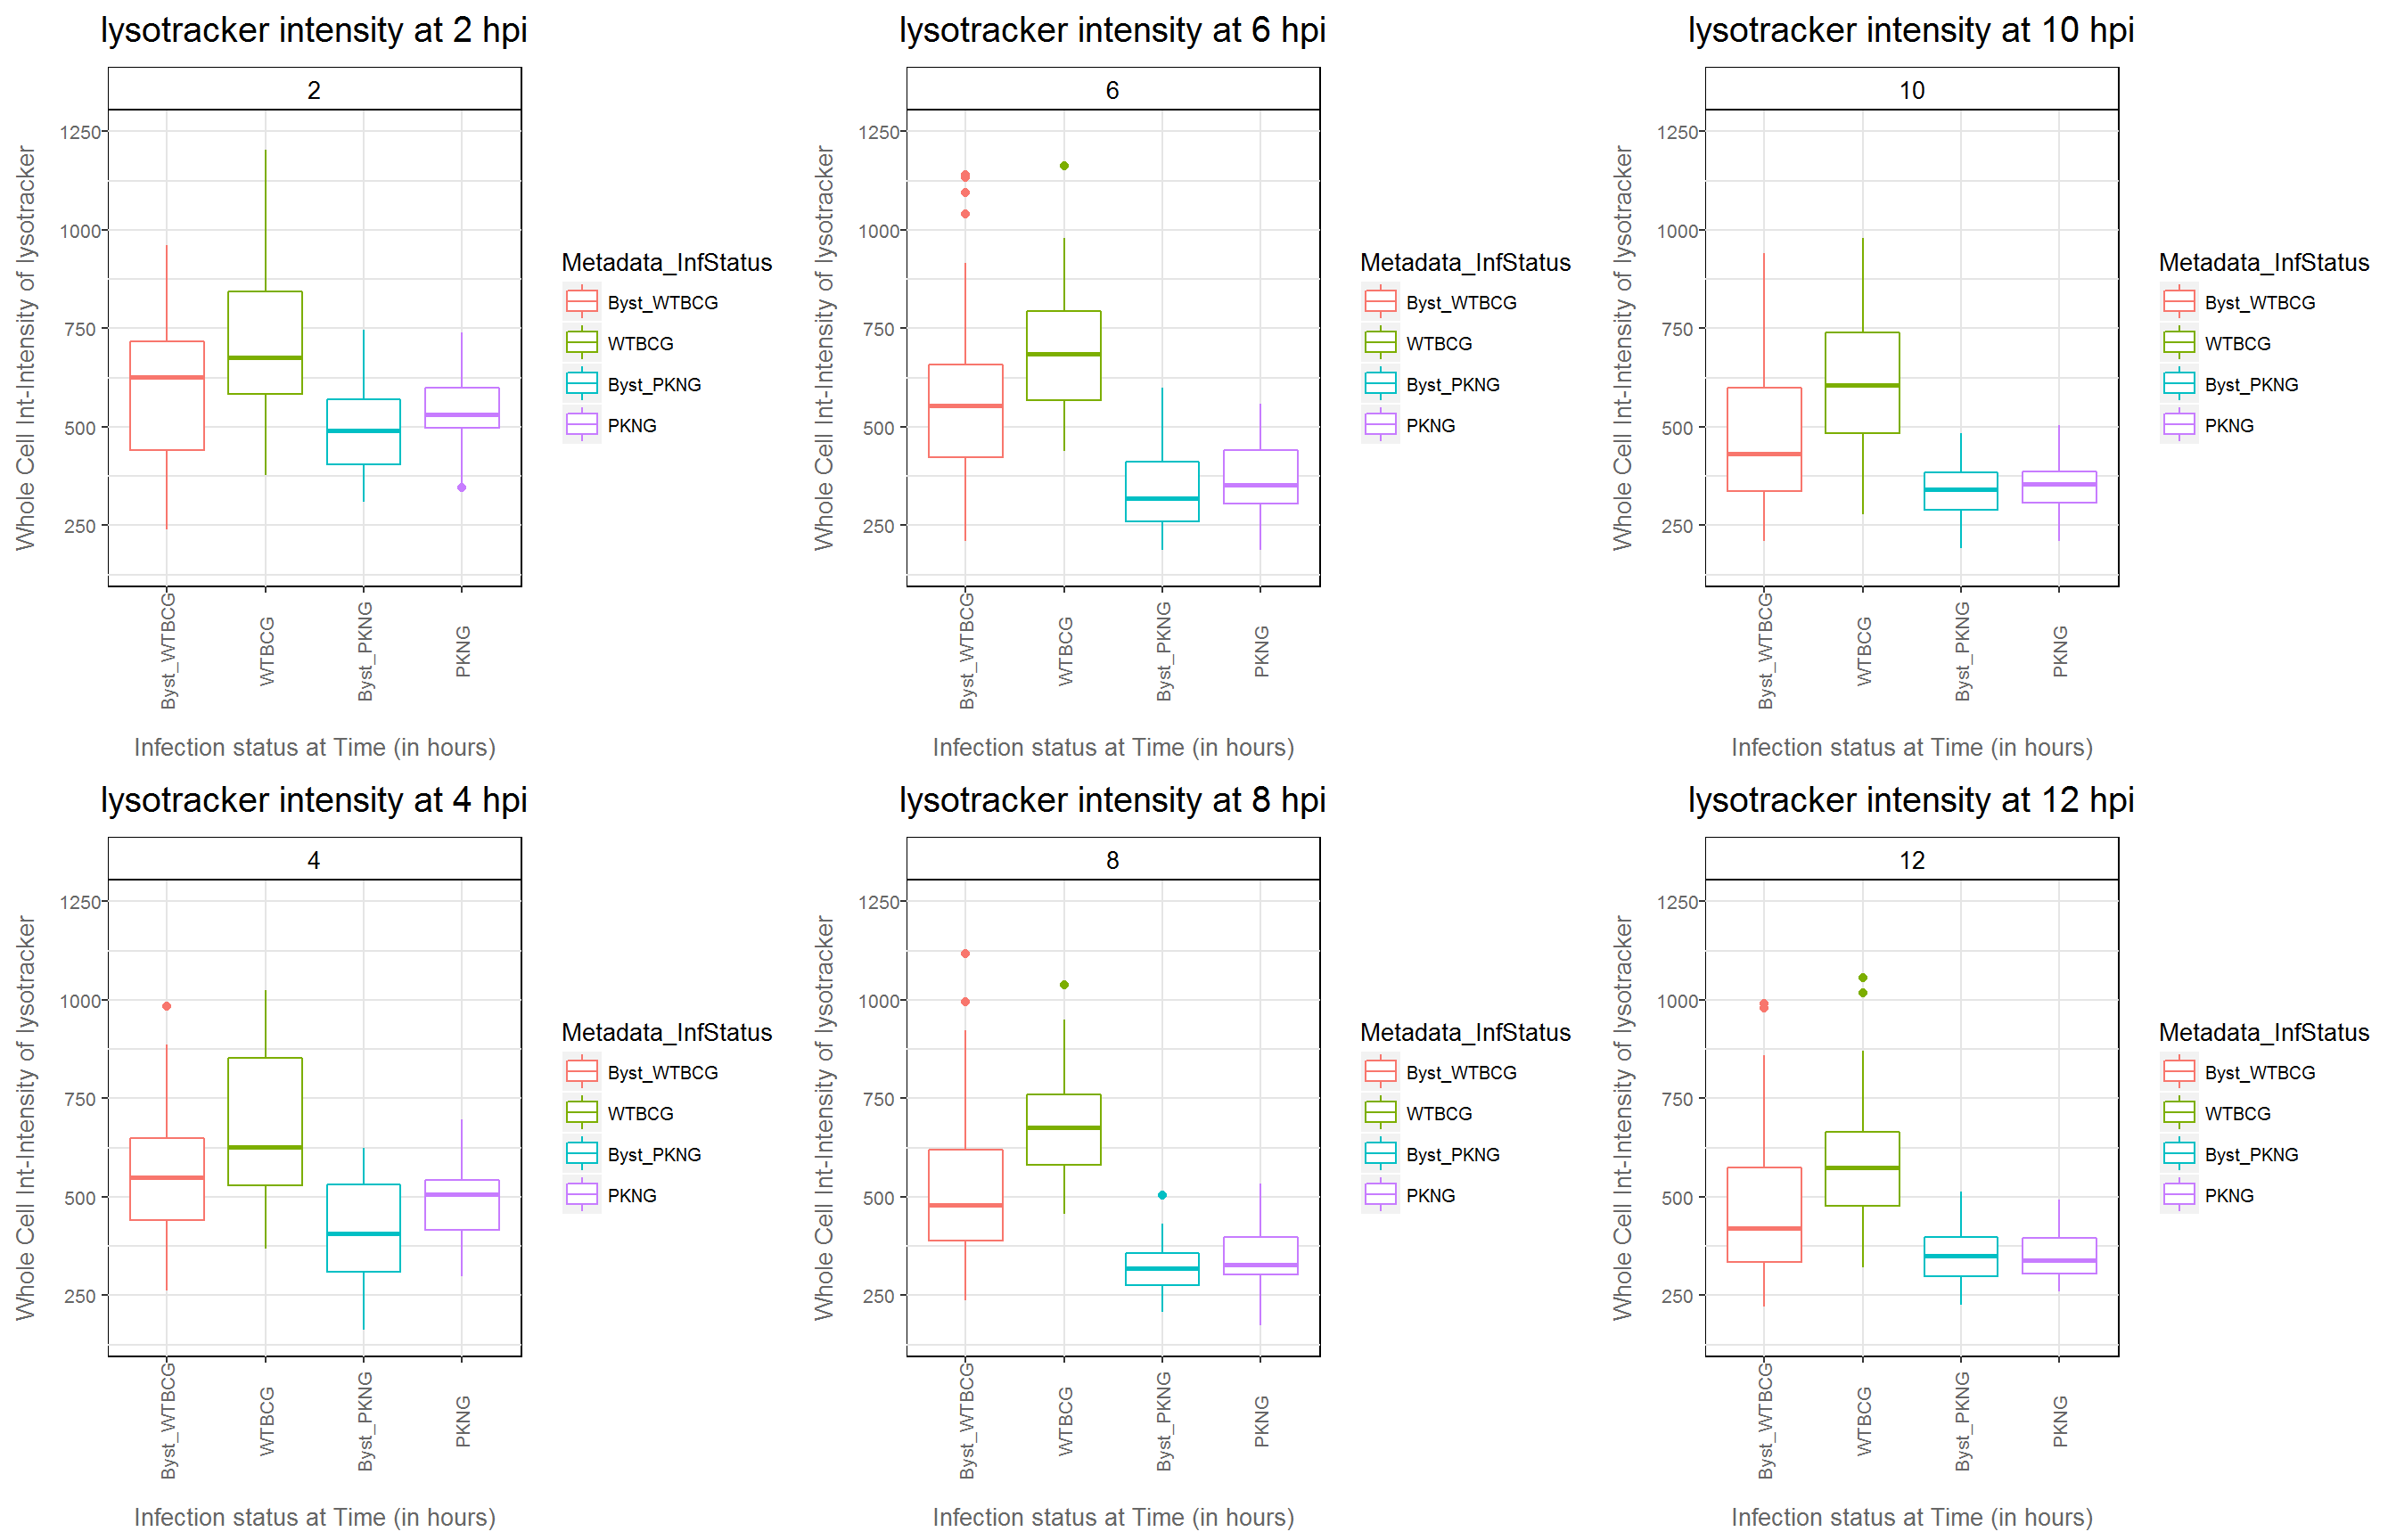 lysotracker intensity at 2 hpi
2
Whole Cell Int-Intensity of lysotracker
1250
1000
750
500
250
Byst_WTBCG
WTBCG
Byst_PKNG
PKNG
Infection status at Time (in hours)
Metadata_InfStatus
Byst_WTBCG
WTBCG
Byst_PKNG
PKNG
lysotracker intensity at 6 hpi
6
Whole Cell Int-Intensity of lysotracker
1250
1000
750
500
250
Byst_WTBCG
WTBCG
Byst_PKNG
PKNG
Infection status at Time (in hours)
Metadata_InfStatus
Byst_WTBCG
WTBCG
Byst_PKNG
PKNG
lysotracker intensity at 10 hpi
10
Whole Cell Int-Intensity of lysotracker
1250
1000
750
500
250
Byst_WTBCG
WTBCG
Byst_PKNG
PKNG
Infection status at Time (in hours)
Metadata_InfStatus
Byst_WTBCG
WTBCG
Byst_PKNG
PKNG
lysotracker intensity at 4 hpi
4
Whole Cell Int-Intensity of lysotracker
1250
1000
750
500
250
Byst_WTBCG
WTBCG
Byst_PKNG
PKNG
Infection status at Time (in hours)
Metadata_InfStatus
Byst_WTBCG
WTBCG
Byst_PKNG
PKNG
lysotracker intensity at 8 hpi
8
Whole Cell Int-Intensity of lysotracker
1250
1000
750
500
250
Byst_WTBCG
WTBCG
Byst_PKNG
PKNG
Infection status at Time (in hours)
Metadata_InfStatus
Byst_WTBCG
WTBCG
Byst_PKNG
PKNG
lysotracker intensity at 12 hpi
12
Whole Cell Int-Intensity of lysotracker
1250
1000
750
500
250
Byst_WTBCG
WTBCG
Byst_PKNG
PKNG
Infection status at Time (in hours)
Metadata_InfStatus
Byst_WTBCG
WTBCG
Byst_PKNG
PKNG